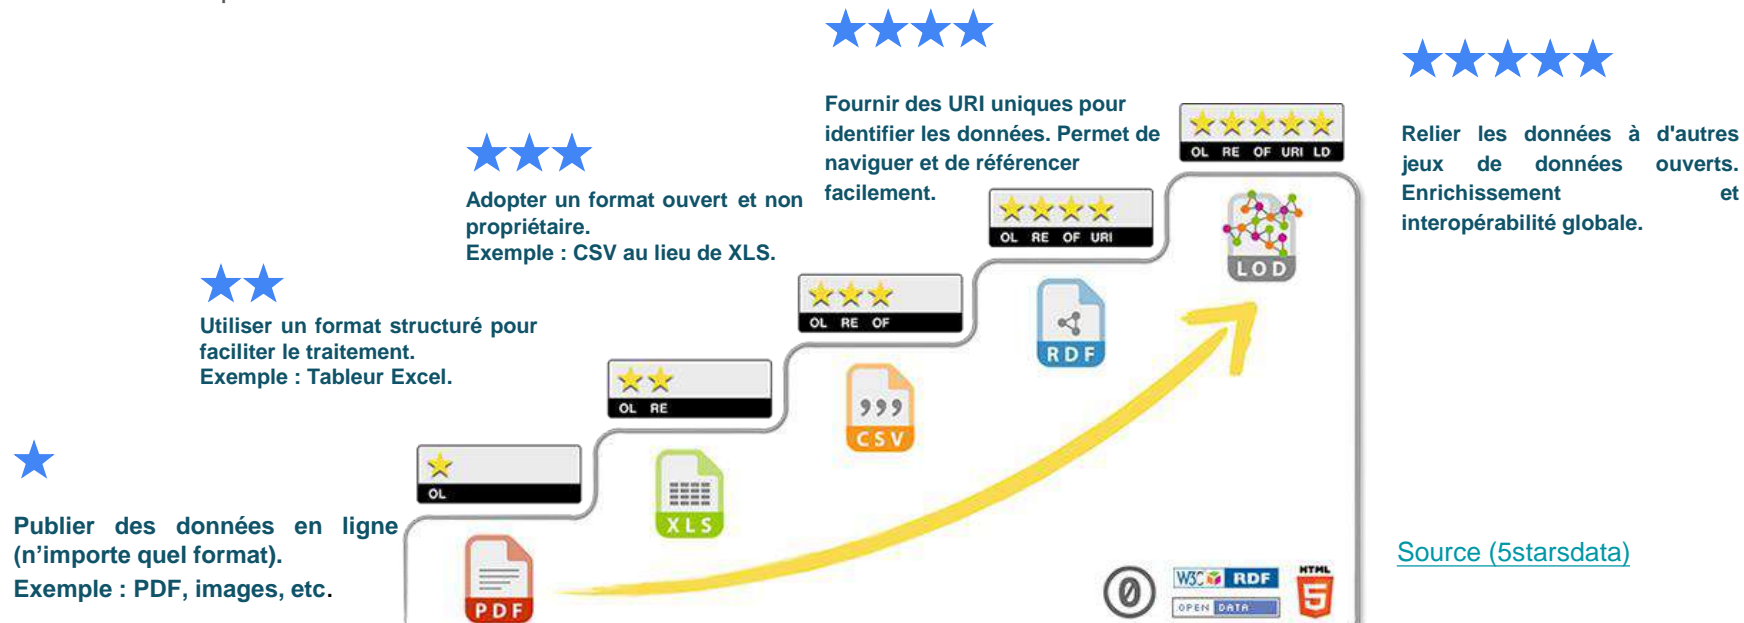 ★
Publier des données en ligne
(n’importe quel format).
Exemple : PDF, images, etc.
★★
Utiliser un format structuré pour
faciliter le traitement.
Exemple : Tableur Excel.
★★★
Adopter un format ouvert et non
propriétaire.
Exemple : CSV au lieu de XLS.
★★★★
Fournir des URI uniques pour
identifier les données. Permet de
naviguer et de référencer
facilement.
★★★★★
Relier les données à d'autres
jeux de données ouverts.
Enrichissement et
interopérabilité globale.
OL
PDF
OL RE
XLS
OL RE OF
CSV
OL RE OF URI
RDF
OL RE OF URI LD
LOD
W3C RDF
OPEN DATA
HTML
5
Source (5starsdata)